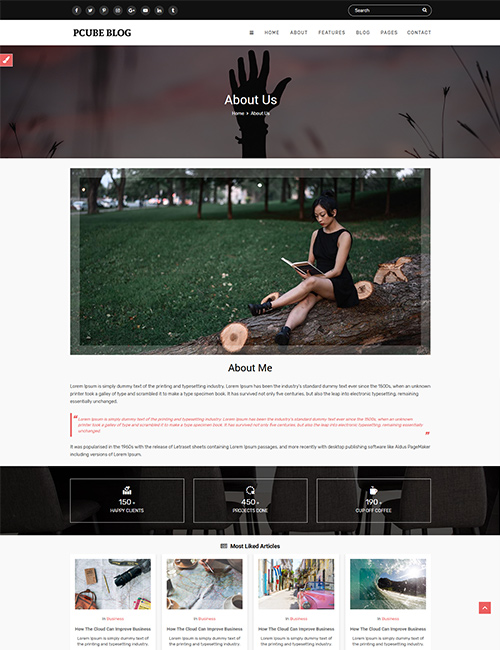 Search
PCUBE BLOG
HOME ABOUT FEATURES BLOG PAGES CONTACT
About Us
Home » About Us
About Me
Lorem Ipsum is simply dummy text of the printing and typesetting industry. Lorem Ipsum has been the industry's standard dummy text ever since the 1500s, when an unknown
printer took a galley of type and scrambled it to make a type specimen book. It has survived not only five centuries, but also the leap into electronic typesetting, remaining
essentially unchanged.
Lorem Ipsum is simply dummy text of the printing and typesetting industry. Lorem Ipsum has been the industry's standard dummy text ever since the 1500s, when an unknown
printer took a galley of type and scrambled it to make a type specimen book. It has survived not only five centuries, but also the leap into electronic typesetting, remaining essentially
unchanged.
It was popularised in the 1960s with the release of Letraset sheets containing Lorem Ipsum passages, and more recently with desktop publishing software like Aldus PageMaker
including versions of Lorem Ipsum.
150 +
HAPPY CLIENTS
450 +
PROJECTS DONE
190 +
CUP OFF COFFEE
Most Liked Articles
IN Business
How The Cloud Can Improve Business
Lorem Ipsum is simply dummy text of
the printing and typesetting industry.
IN Business
How The Cloud Can Improve Business
Lorem Ipsum is simply dummy text of
the printing and typesetting industry.
IN Business
How The Cloud Can Improve Business
Lorem Ipsum is simply dummy text of
the printing and typesetting industry.
IN Business
How The Cloud Can Improve Business
Lorem Ipsum is simply dummy text of
the printing and typesetting industry.